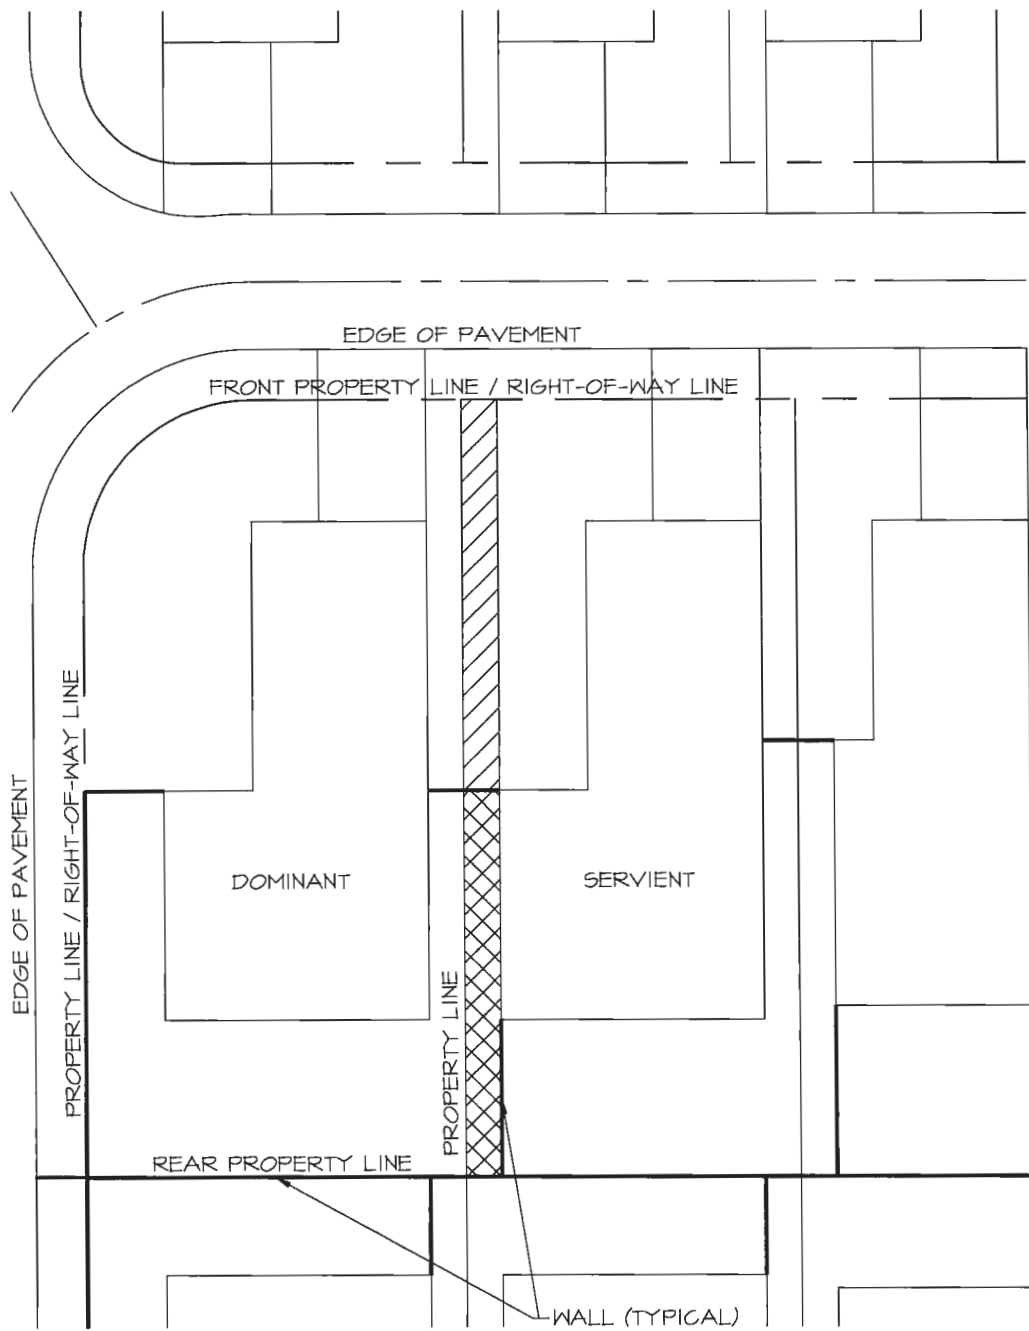 EDGE OF PAVEMENT
FRONT PROPERTY LINE / RIGHT-OF-WAY LINE
EDGE OF PAVEMENT
PROPERTY LINE / RIGHT-OF-WAY LINE
DOMINANT
SERVIENT
PROPERTY LINE
REAR PROPERTY LINE
WALL (TYPICAL)